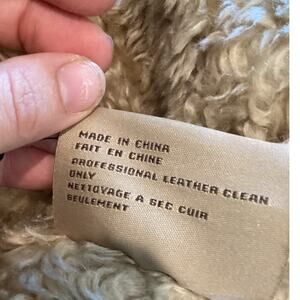 MADE IN CHINA
FAIT EN CHINE
PROFESSIONAL LEATHER CLEAN
ONLY
NETTOYAGE A SEC CUIR
SEULEMENT